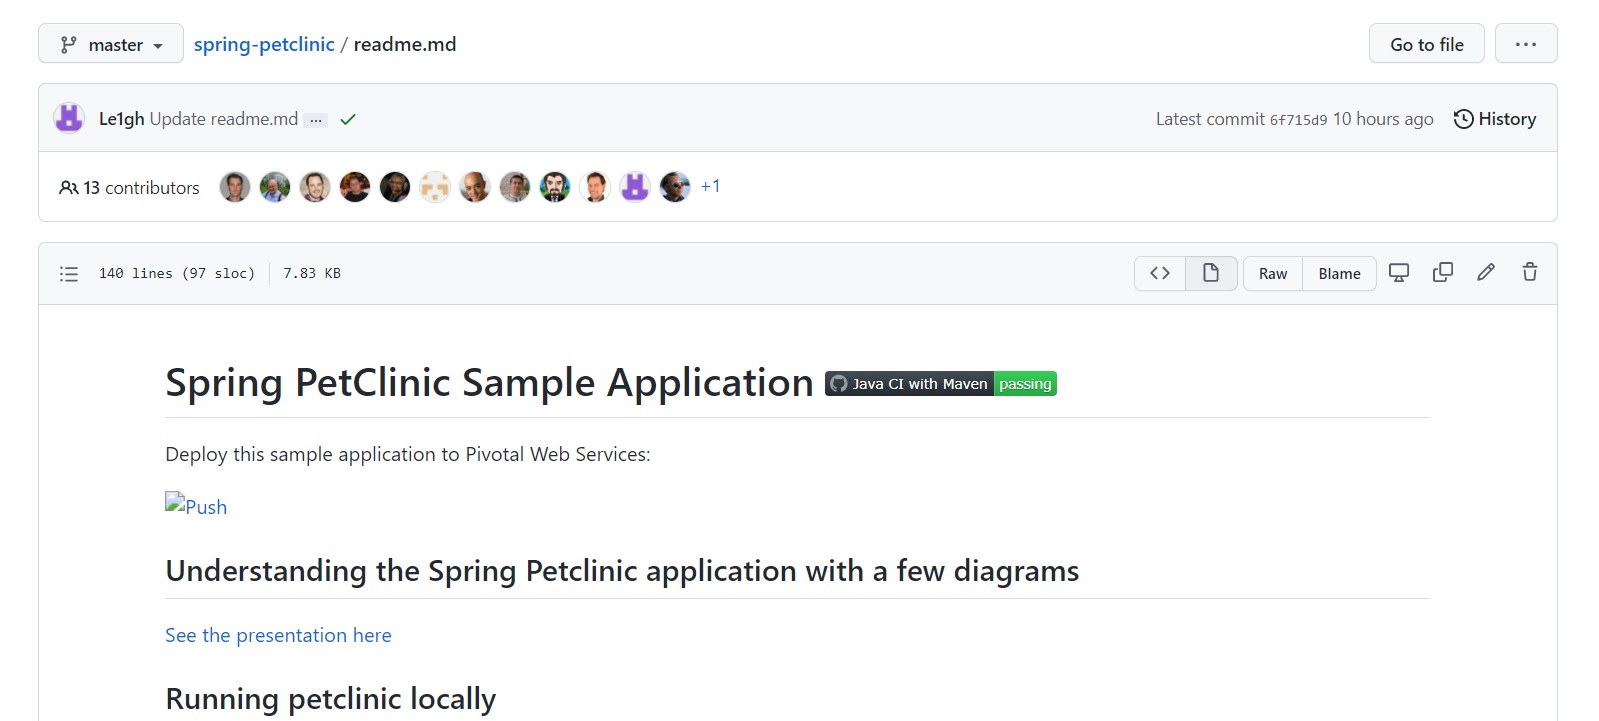 master spring-petclinic / readme.md Go to file ...
Le1gh Update readme.md ... Latest commit 6f715d9 10 hours ago History
13 contributors +1
140 lines (97 sloc) 7.83 KB <> Raw Blame
Spring PetClinic Sample Application Java CI with Maven passing
Deploy this sample application to Pivotal Web Services:
Push
Understanding the Spring Petclinic application with a few diagrams
See the presentation here
Running petclinic locally